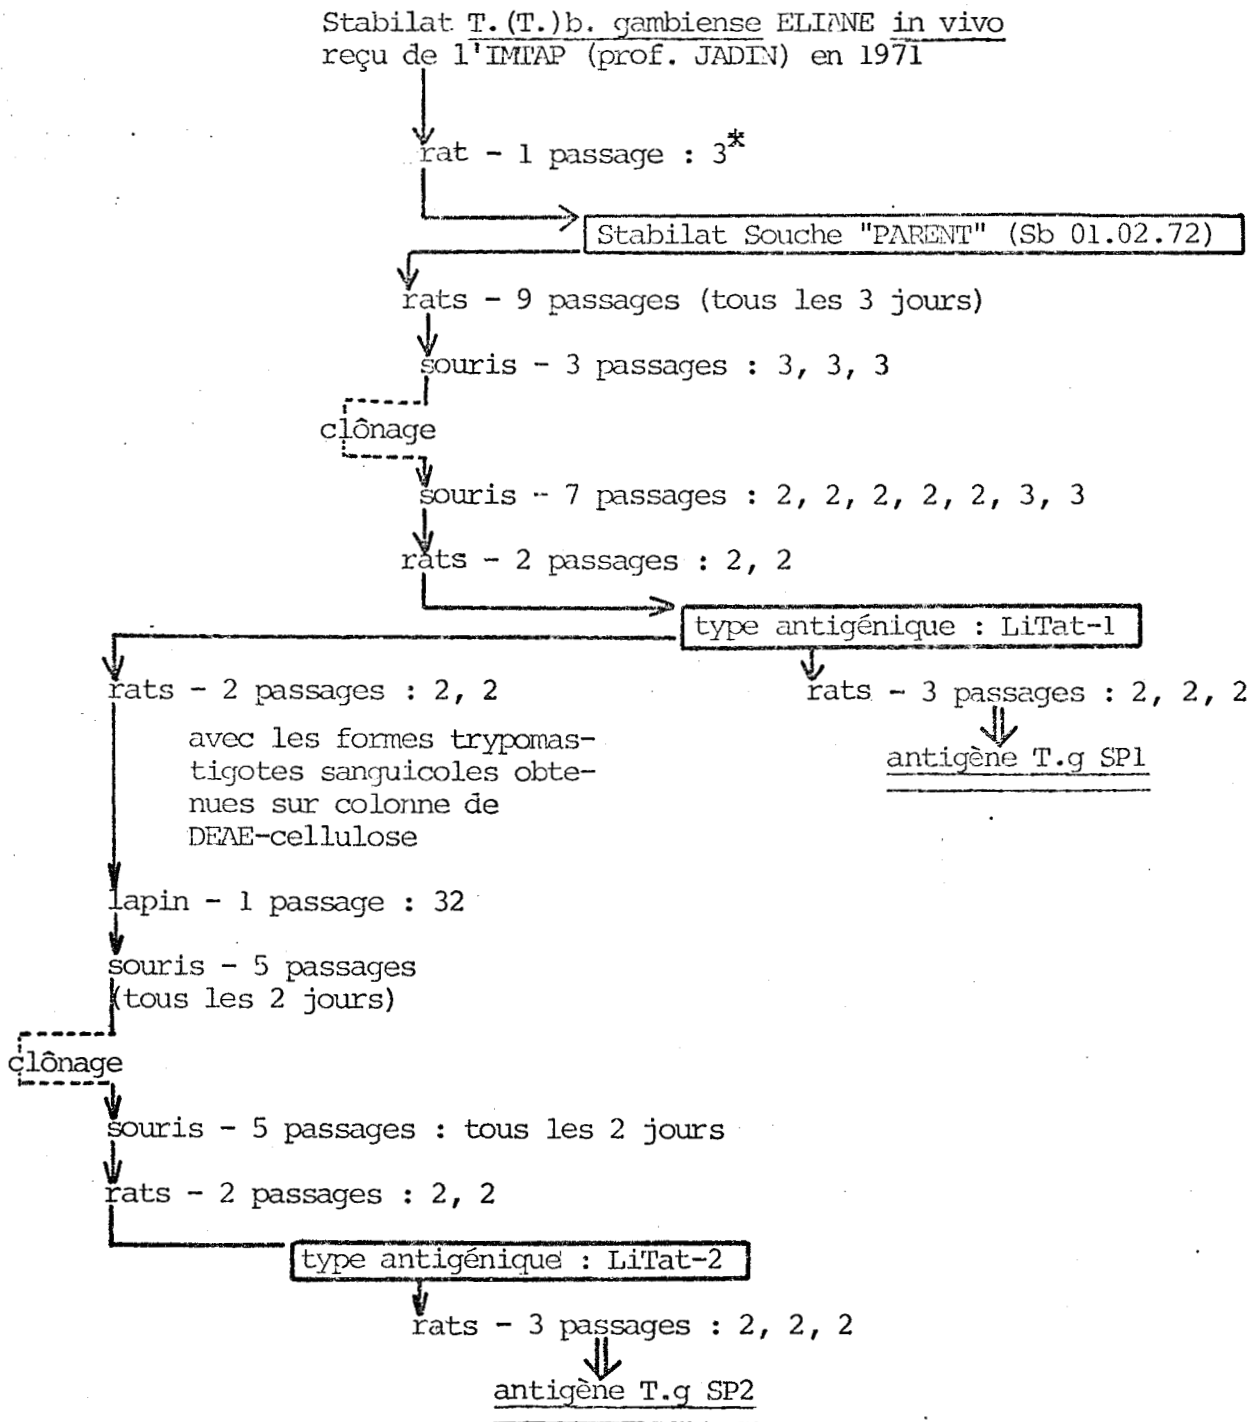 Stabilat T.(T.)b. gambiense ELIANE in vivo
reçu de l'IMTAP (prof. JADIN) en 1971
rat - 1 passage : 3*
Stabilat Souche "PARENT" (Sb 01.02.72)
rats - 9 passages (tous les 3 jours)
souris - 3 passages : 3, 3, 3
clônage
souris - 7 passages : 2, 2, 2, 2, 2, 3, 3
rats - 2 passages : 2, 2
type antigénique : LiTat-1
rats - 2 passages : 2, 2
rats - 3 passages : 2, 2, 2
avec les formes trypomas-
tigotes sanguicoles obte-
nues sur colonne de
DEAE-cellulose
antigène T.g SP1
lapin - 1 passage : 32
souris - 5 passages
(tous les 2 jours)
clônage
souris - 5 passages : tous les 2 jours
rats - 2 passages : 2, 2
type antigénique : LiTat-2
rats - 3 passages : 2, 2, 2
antigène T.g SP2